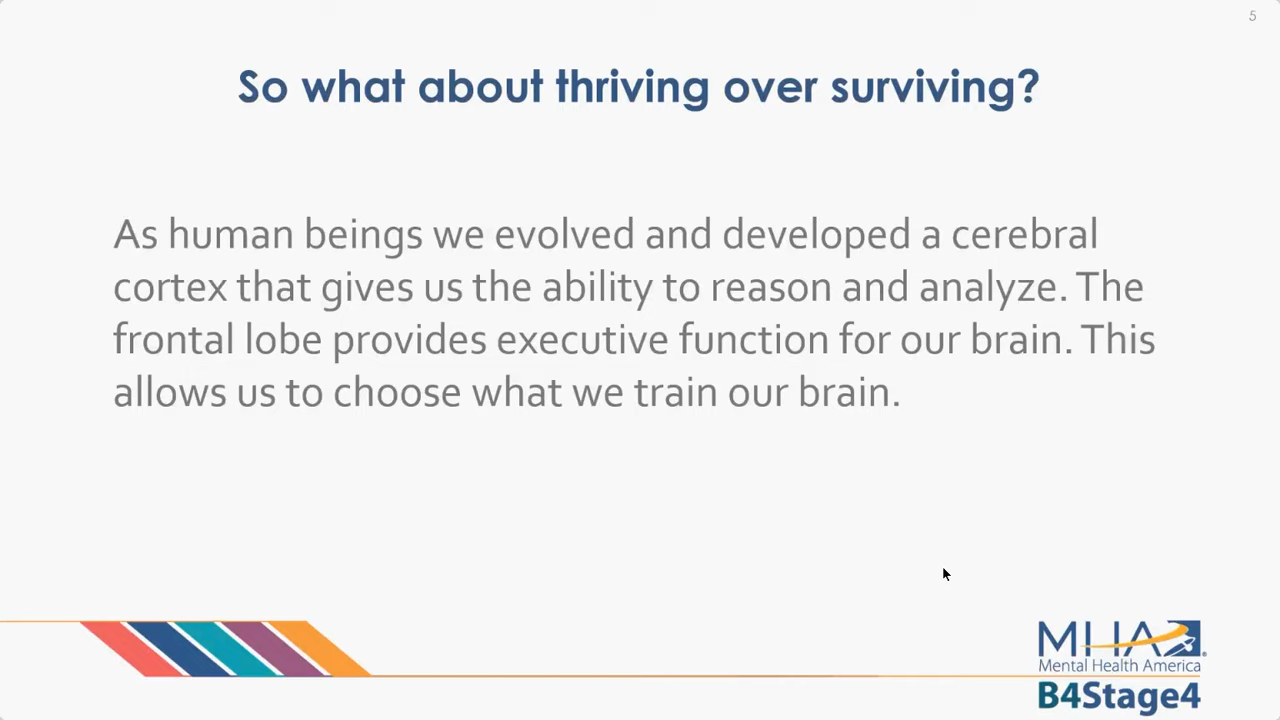 5
So what about thriving over surviving?
As human beings we evolved and developed a cerebral
cortex that gives us the ability to reason and analyze. The
frontal lobe provides executive function for our brain. This
allows us to choose what we train our brain.
MHA®
Mental Health America
B4Stage4